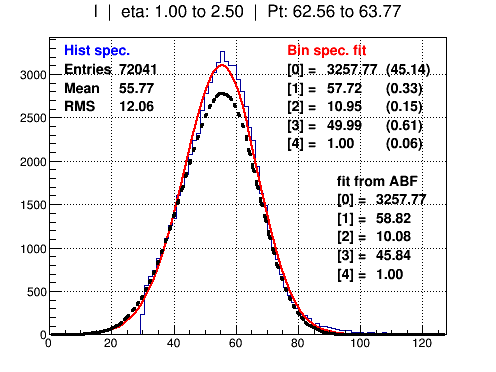 I | eta: 1.00 to 2.50 | Pt: 62.56 to 63.77
Hist spec.
Entries 72041
Mean 55.77
RMS 12.06
Bin spec. fit
[0] = 3257.77 (45.14)
[1] = 57.72 (0.33)
[2] = 10.95 (0.15)
[3] = 49.99 (0.61)
[4] = 1.00 (0.06)
fit from ABF
[0] = 3257.77
[1] = 58.82
[2] = 10.08
[3] = 45.84
[4] = 1.00
3000
2500
2000
1500
1000
500
0
0 20 40 60 80 100 120